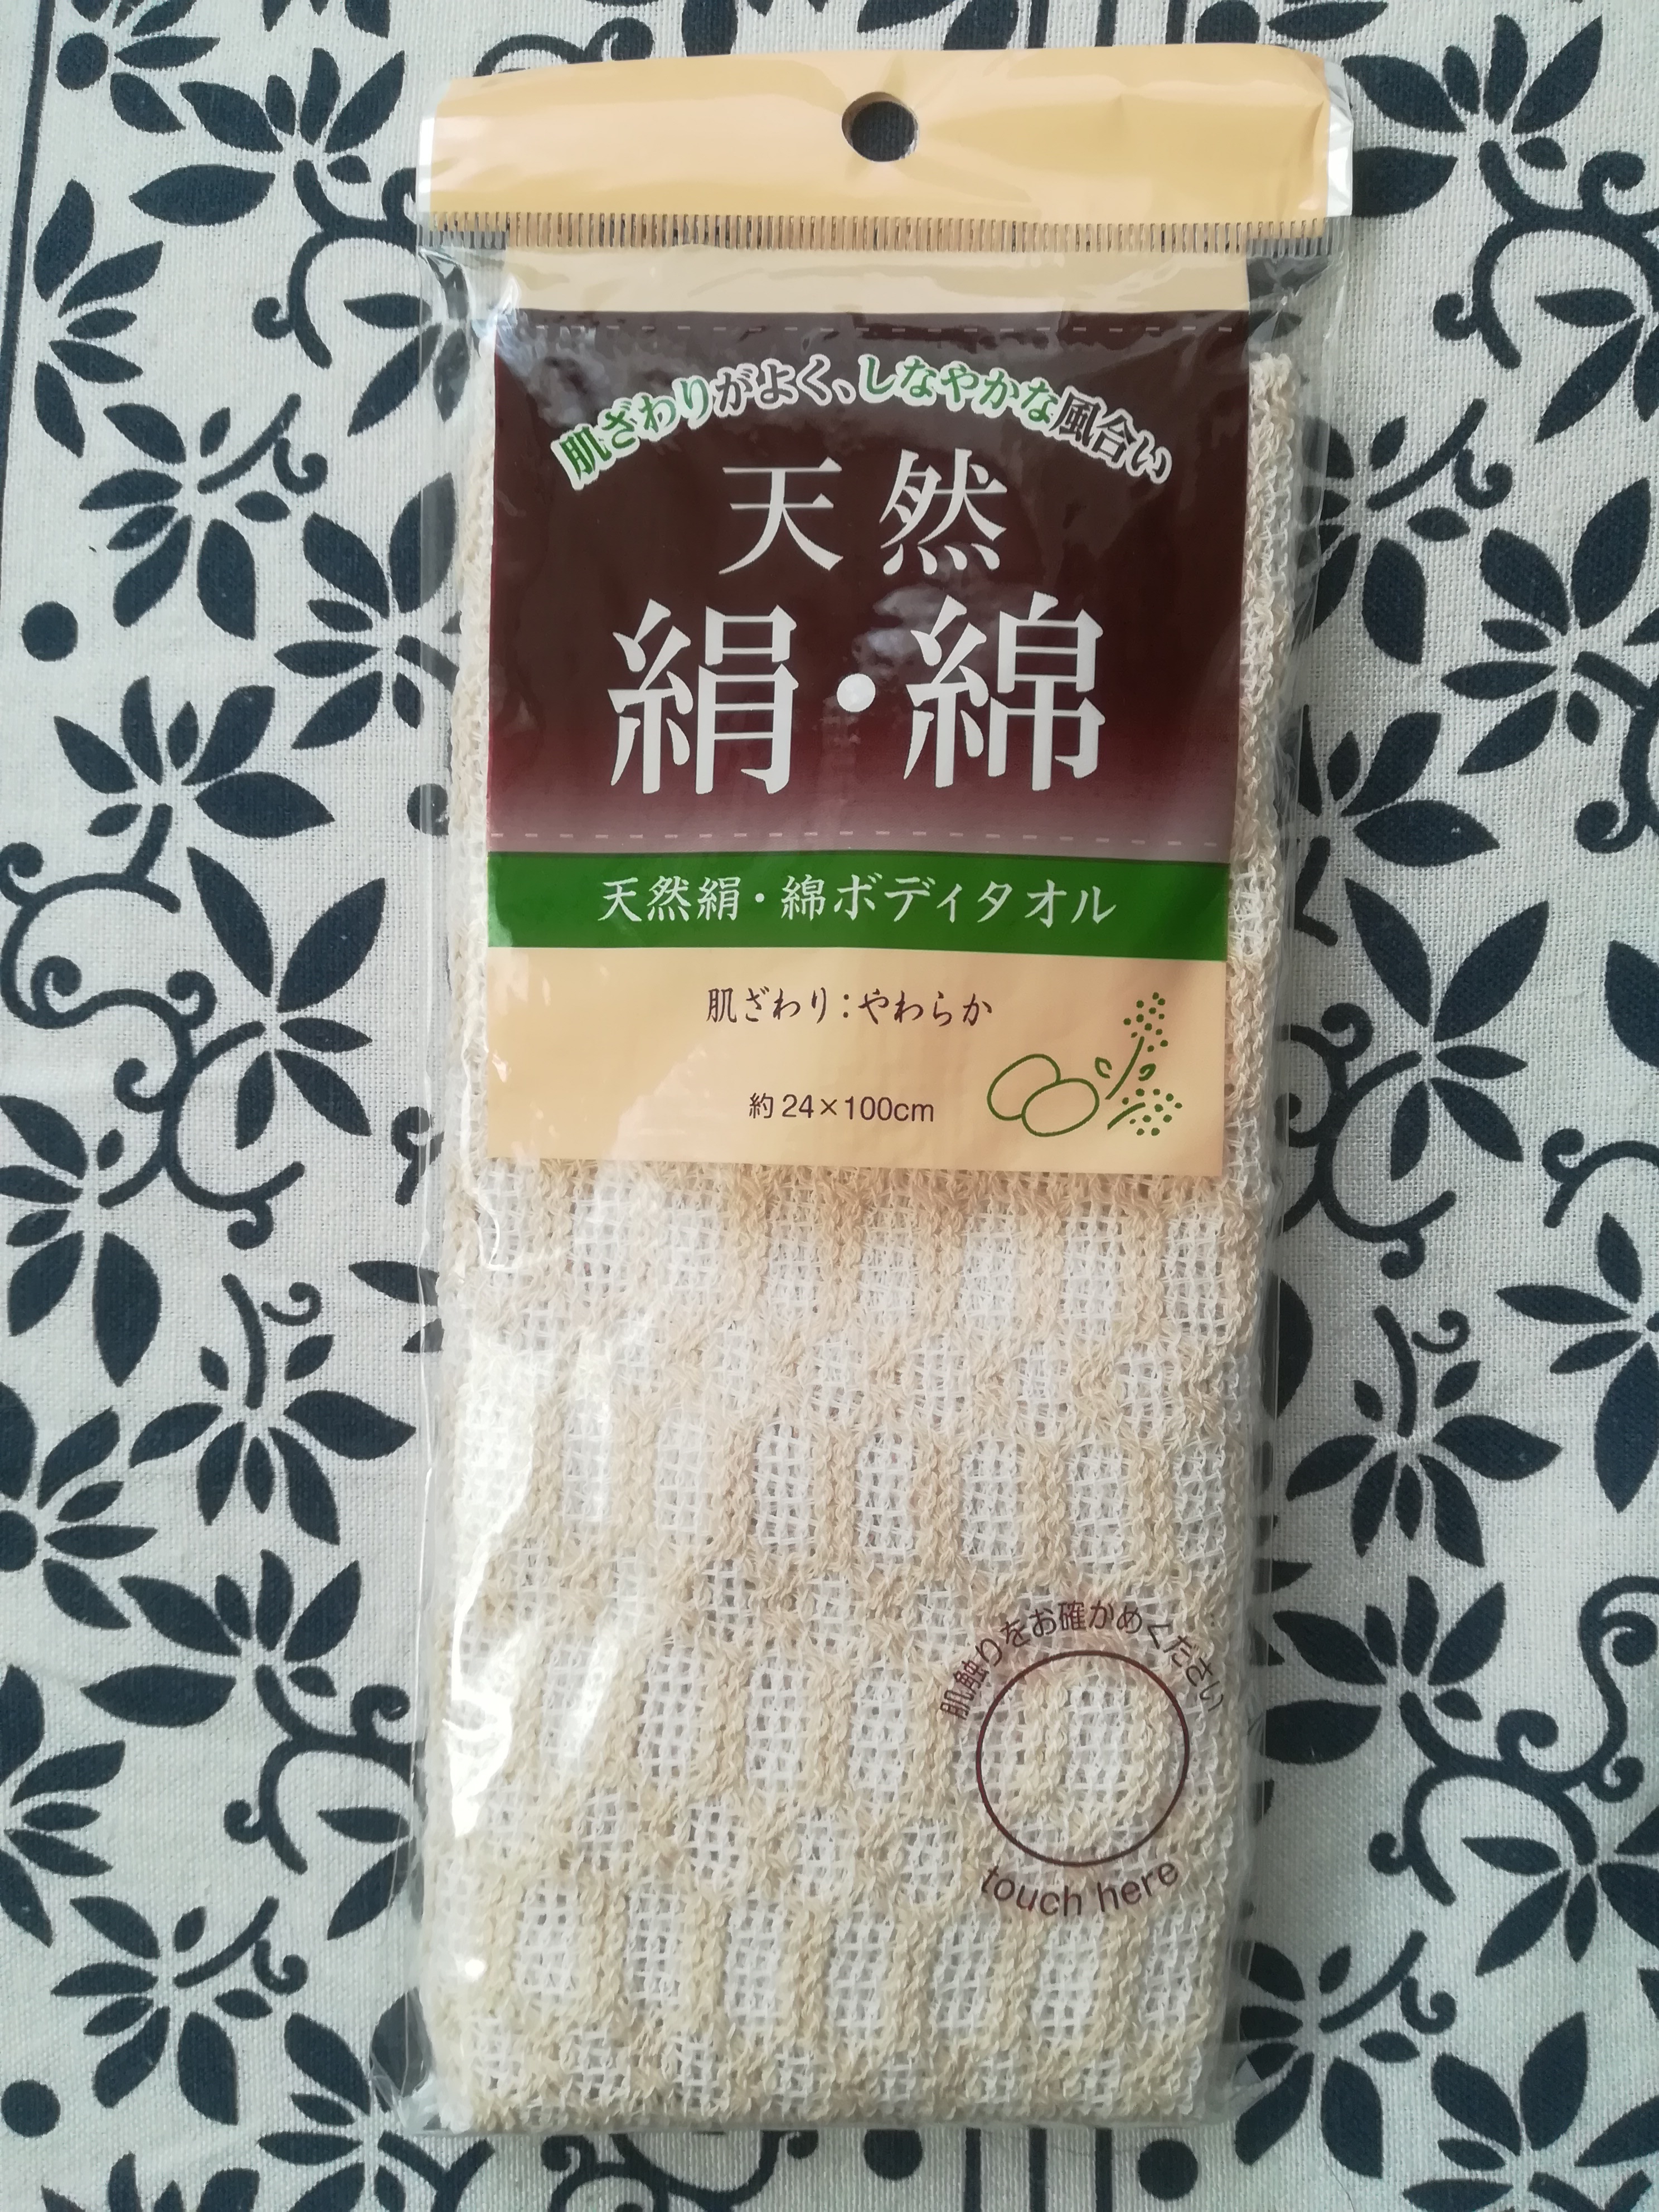 肌ざわりがよく、しなやかな風合い
天然
絹・綿
天然絹・綿ボディタオル
肌ざわり：やわらか
約24×100cm
肌触りをお確かめください
touch here